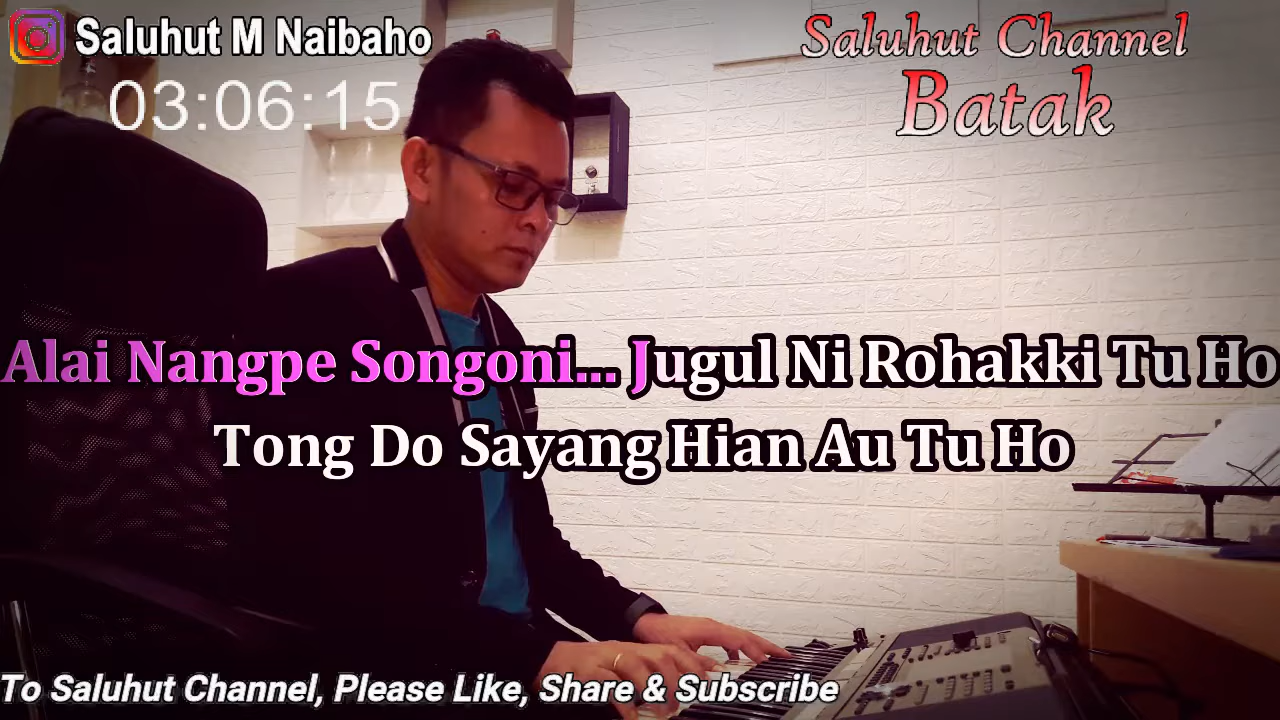 Saluhut M Naibaho
Saluhut Channel
03:06:15
Batak
Alai Nangpe Songoni... Jugul Ni Rohakki Tu Ho
Tong Do Sayang Hian Au Tu Ho
To Saluhut Channel, Please Like, Share & Subscribe